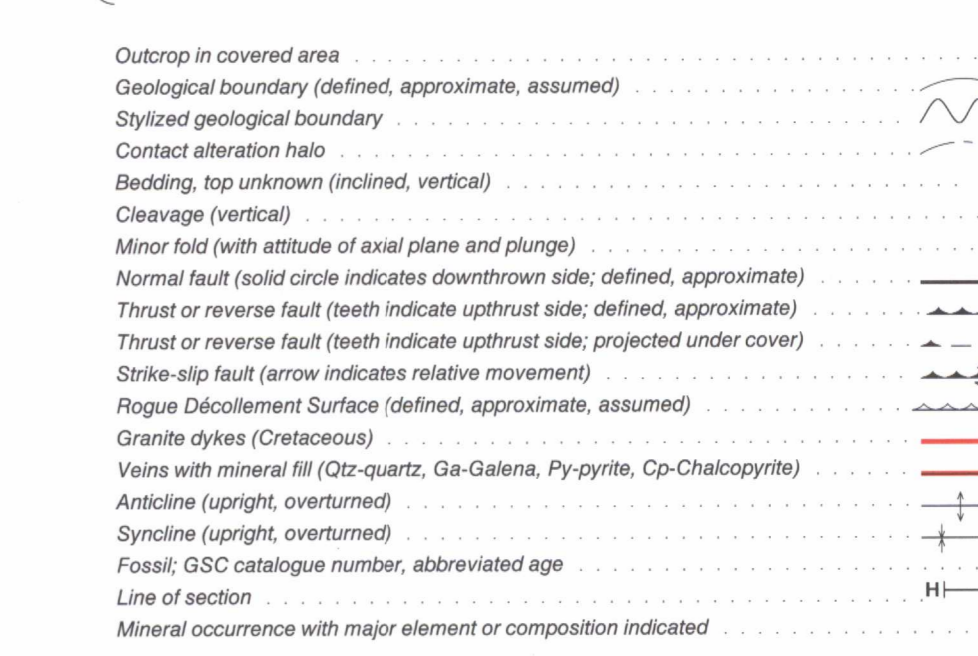 Outcrop in covered area
Geological boundary (defined, approximate, assumed)
Stylized geological boundary
Contact alteration halo
Bedding, top unknown (inclined, vertical)
Cleavage (vertical)
Minor fold (with attitude of axial plane and plunge)
Normal fault (solid circle indicates downthrown side; defined, approximate)
Thrust or reverse fault (teeth indicate upthrust side; defined, approximate)
Thrust or reverse fault (teeth indicate upthrust side; projected under cover)
Strike-slip fault (arrow indicates relative movement)
Rogue Décollement Surface (defined, approximate, assumed)
Granite dykes (Cretaceous)
Veins with mineral fill (Qtz-quartz, Ga-Galena, Py-pyrite, Cp-Chalcopyrite)
Anticline (upright, overturned)
Syncline (upright, overturned)
Fossil; GSC catalogue number, abbreviated age
Line of section H
Mineral occurrence with major element or composition indicated